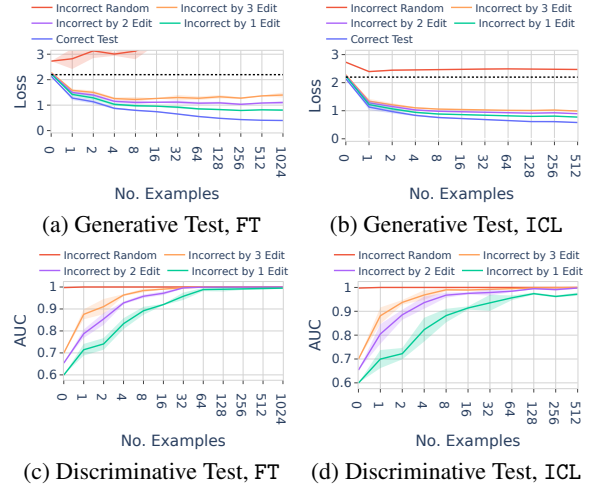 Incorrect Random
Incorrect by 3 Edit
Incorrect by 2 Edit
Incorrect by 1 Edit
Correct Test
3
2
1
0
Loss
0
1
2
4
8
16
32
64
128
256
512
1024
No. Examples
(a) Generative Test, FT
Incorrect Random
Incorrect by 3 Edit
Incorrect by 2 Edit
Incorrect by 1 Edit
Correct Test
3
2
1
0
Loss
0
1
2
4
8
16
32
64
128
256
512
No. Examples
(b) Generative Test, ICL
Incorrect Random
Incorrect by 3 Edit
Incorrect by 2 Edit
Incorrect by 1 Edit
1
0.9
0.8
0.7
0.6
AUC
0
1
2
4
8
16
32
64
128
256
512
1024
No. Examples
(c) Discriminative Test, FT
Incorrect Random
Incorrect by 3 Edit
Incorrect by 2 Edit
Incorrect by 1 Edit
1
0.9
0.8
0.7
0.6
AUC
0
1
2
4
8
16
32
64
128
256
512
No. Examples
(d) Discriminative Test, ICL